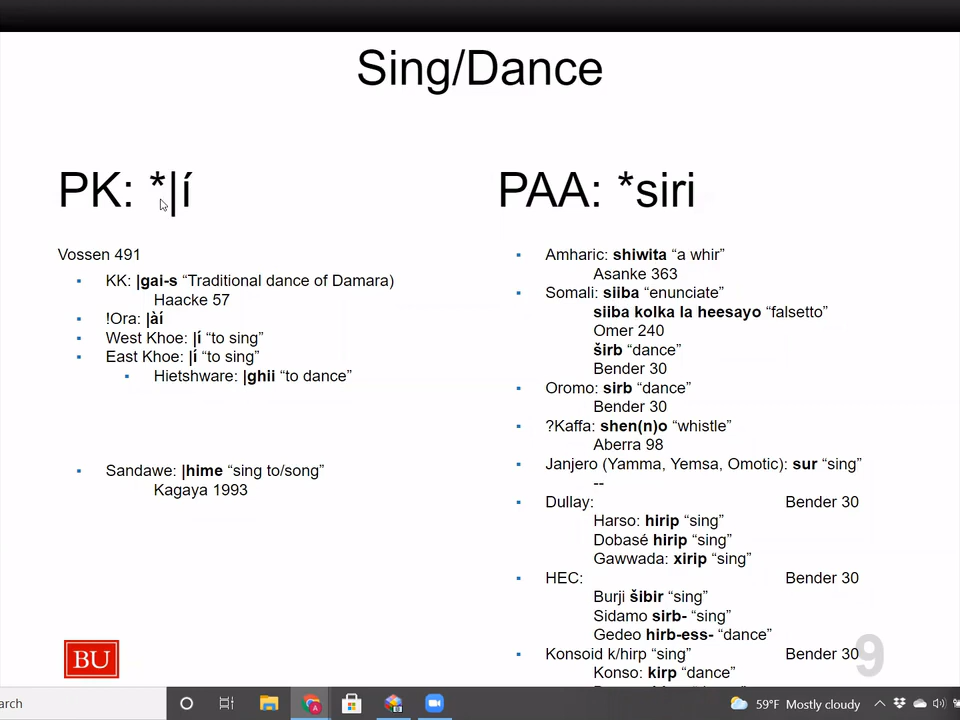 Sing/Dance
PK: *|í
Vossen 491
▪ KK: |gai-s “Traditional dance of Damara)
Haacke 57
▪ !Ora: |àí
▪ West Khoe: |í “to sing”
▪ East Khoe: |í “to sing”
▪ Hietshware: |ghii “to dance”
▪ Sandawe: |hime “sing to/song”
Kagaya 1993
PAA: *siri
▪ Amharic: shiwita “a whir”
Asanke 363
▪ Somali: siiba “enunciate”
siiba kolka la heesayo “falsetto”
Omer 240
širb “dance”
Bender 30
▪ Oromo: sirb “dance”
Bender 30
▪ ?Kaffa: shen(n)o “whistle”
Aberra 98
▪ Janjero (Yamma, Yemsa, Omotic): sur “sing”
--
▪ Dullay: Bender 30
Harso: hirip “sing”
Dobasé hirip “sing”
Gawwada: xirip “sing”
▪ HEC: Bender 30
Burji šibir “sing”
Sidamo sirb- “sing”
Gedeo hirb-ess- “dance”
▪ Konsoid k/hirp “sing” Bender 30
Konso: kirp “dance”
BU
9
arch
59°F Mostly cloudy